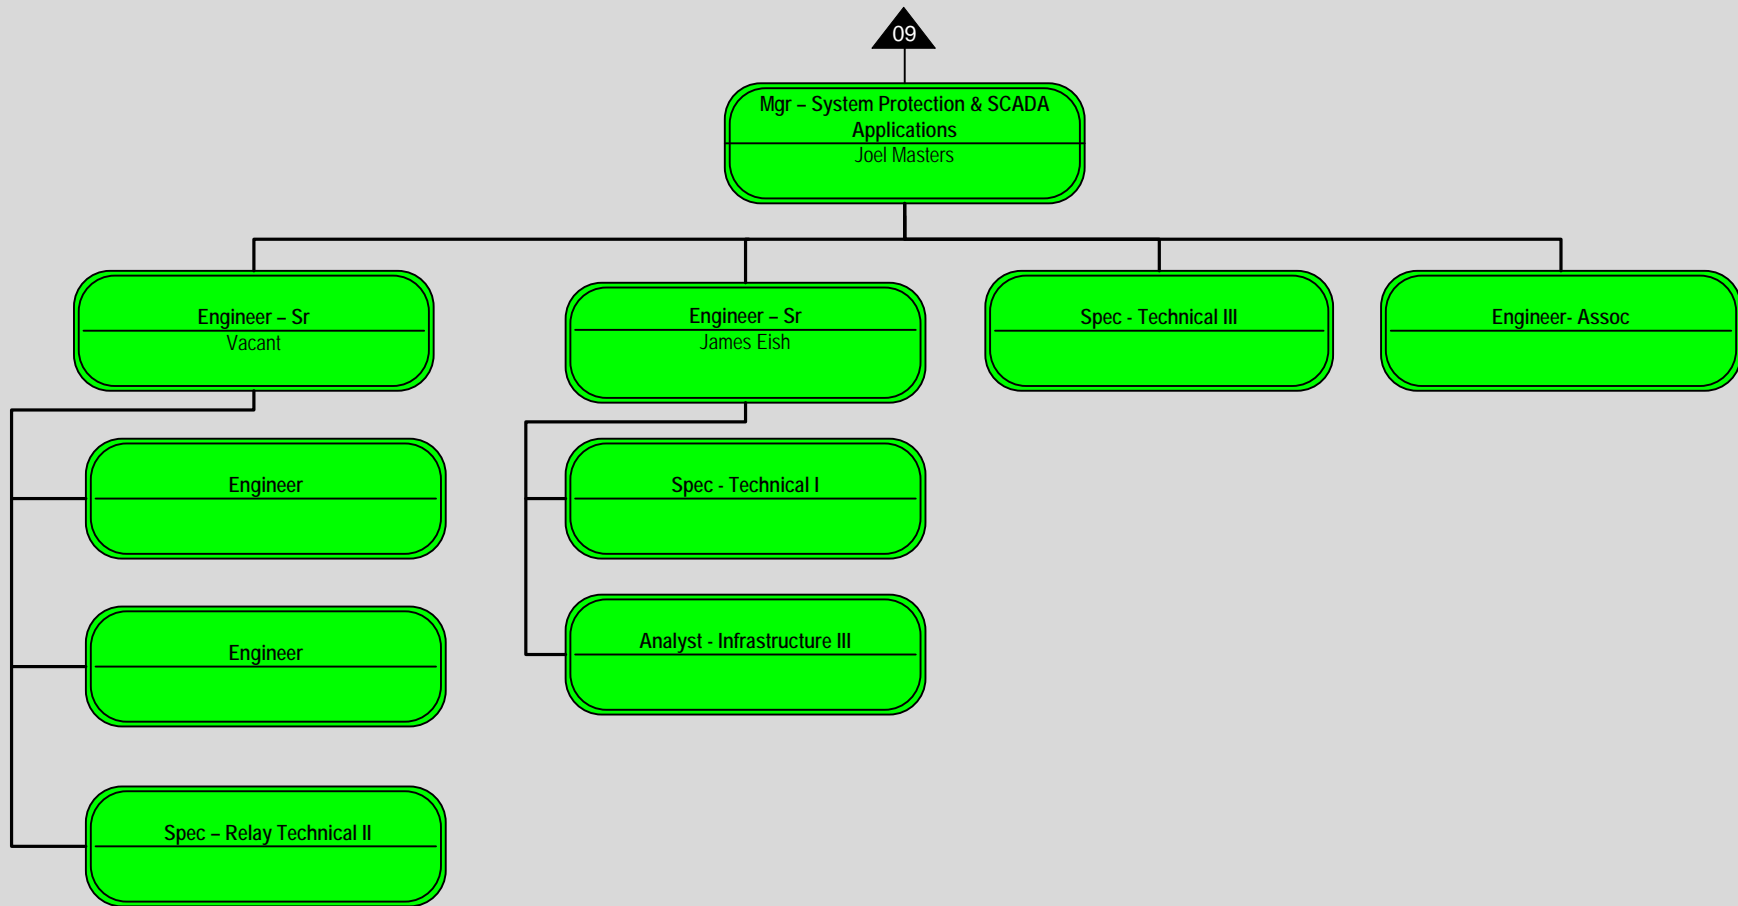 09
Mgr – System Protection & SCADA
Applications
Joel Masters
Engineer – Sr
Vacant
Engineer – Sr
James Eish
Spec - Technical III
Engineer- Assoc
Engineer
Spec - Technical I
Engineer
Analyst - Infrastructure III
Spec – Relay Technical II